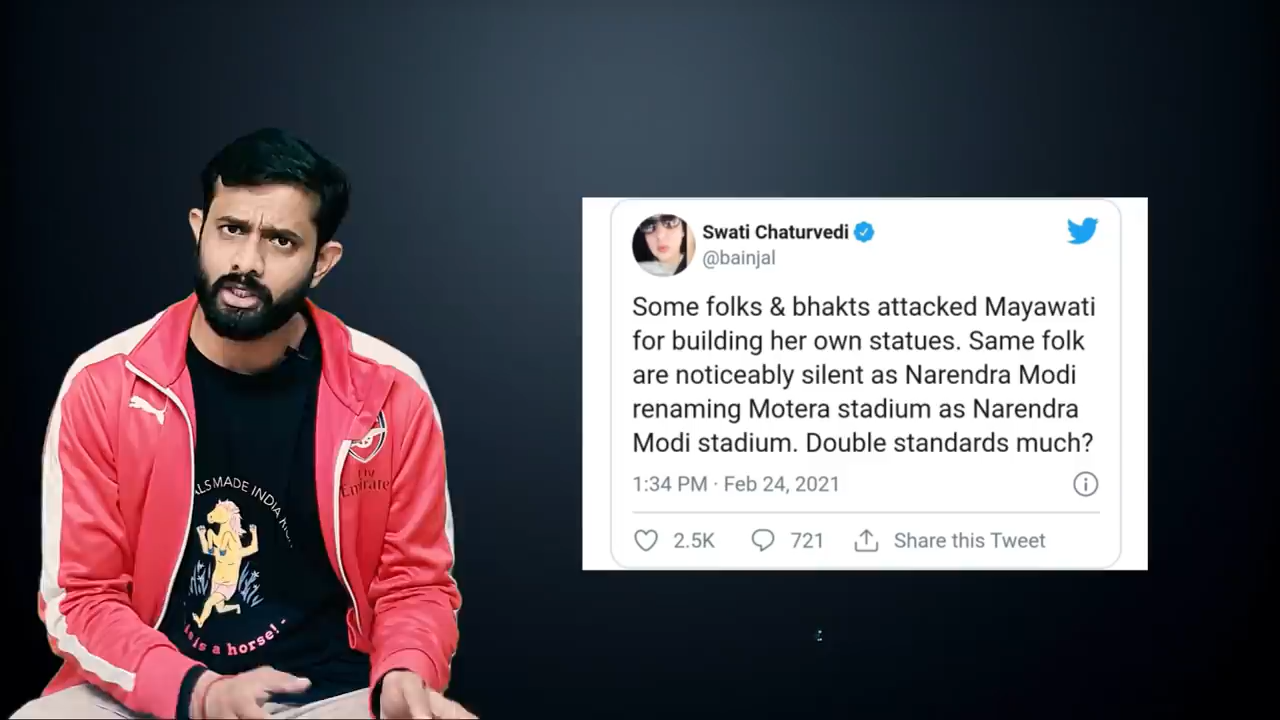 Swati Chaturvedi
@bainjal
Some folks & bhakts attacked Mayawati
for building her own statues. Same folk
are noticeably silent as Narendra Modi
renaming Motera stadium as Narendra
Modi stadium. Double standards much?
1:34 PM · Feb 24, 2021
2.5K 721 Share this Tweet
MADE INDIA
is a horse! -
Fly
Emirates